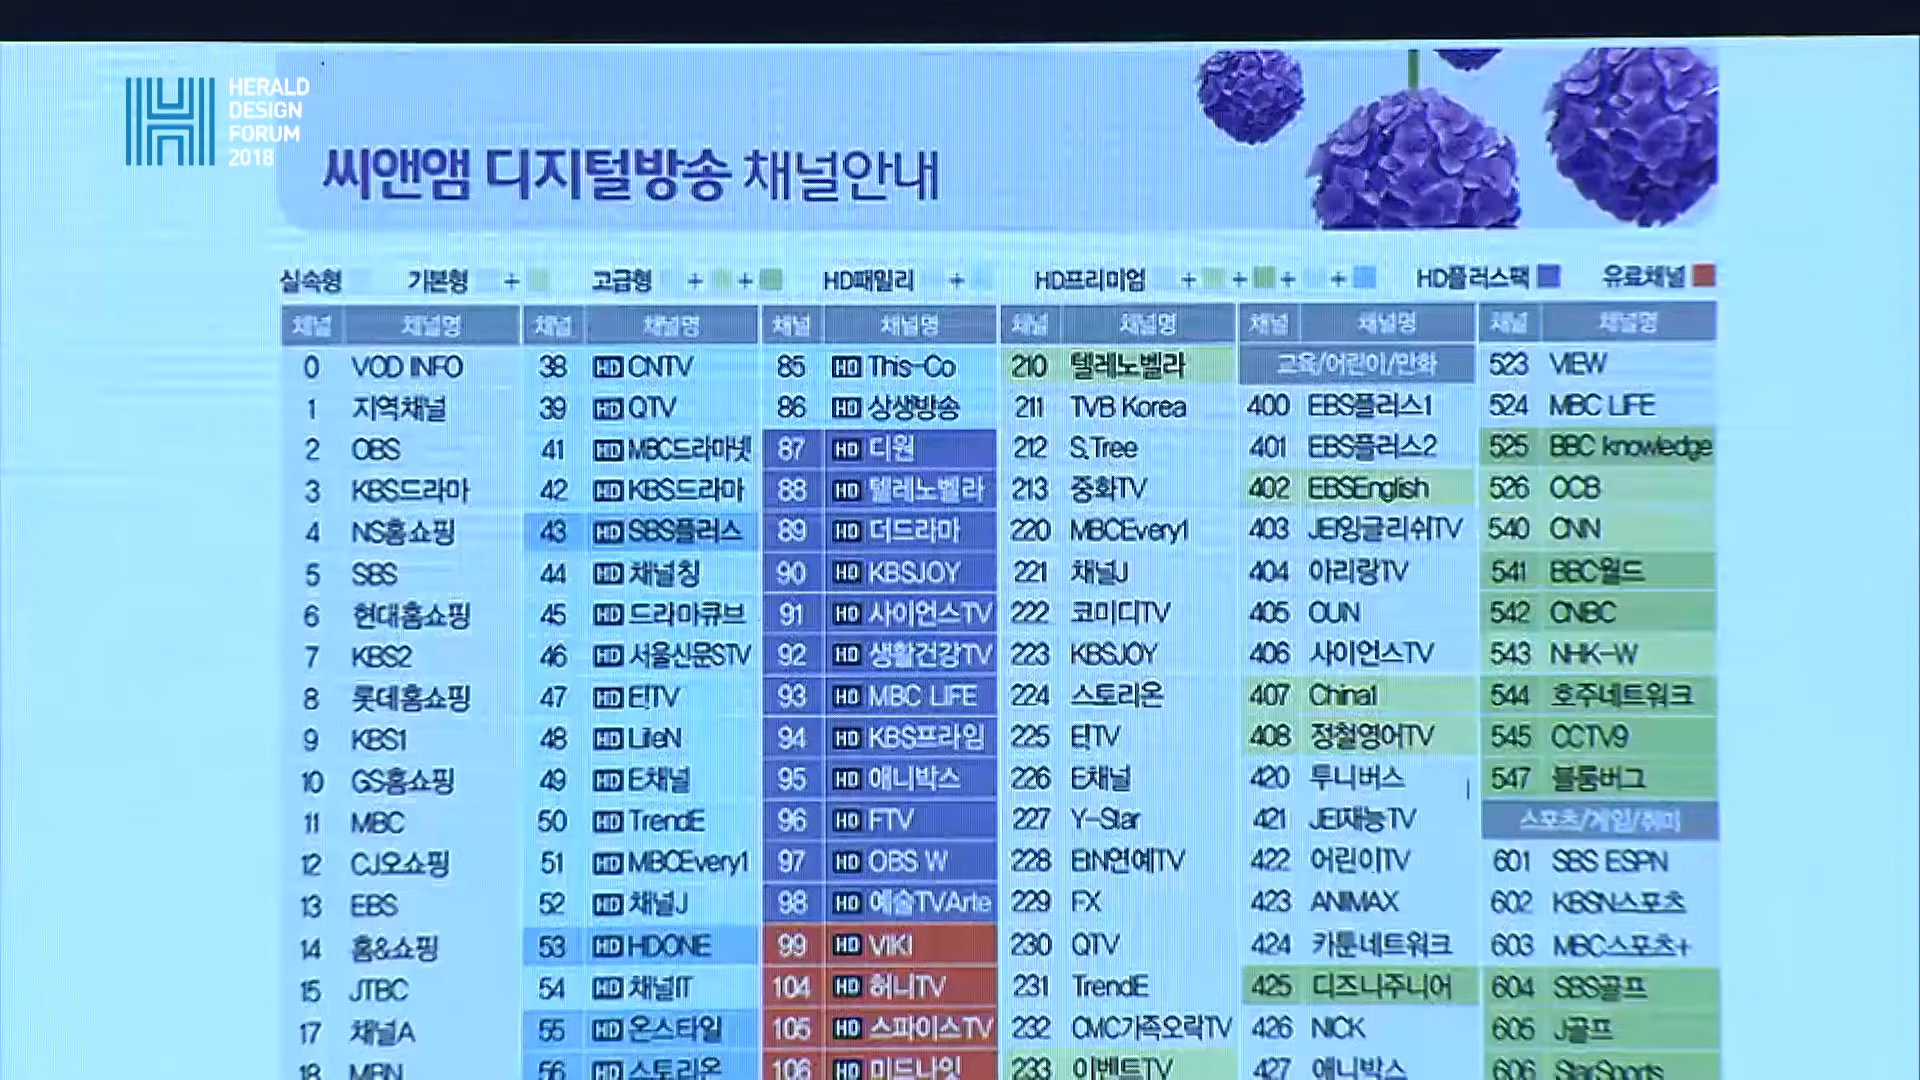 HERALD
DESIGN
FORUM
2018
씨앤앰 디지털방송 채널안내
실속형 기본형 + 고급형 + + HD패밀리 + HD프리미엄 + + + + HD플러스팩 유료채널
채널 채널명 채널 채널명 채널 채널명 채널 채널명 채널 채널명 채널 채널명
0 VOD INFO 38 HD CNTV 85 HD This-Co 210 텔레노벨라 교육/어린이/만화 523 VIEW
1 지역채널 39 HD QTV 86 HD 상생방송 211 TVB Korea 400 EBS플러스1 524 MBC LIFE
2 OBS 41 HD MBC드라마넷 87 HD 디원 212 S.Tree 401 EBS플러스2 525 BBC knowledge
3 KBS드라마 42 HD KBS드라마 88 HD 텔레노벨라 213 중화TV 402 EBSEnglish 526 OCB
4 NS홈쇼핑 43 HD SBS플러스 89 HD 더드라마 220 MBCEvery1 403 JEI잉글리쉬TV 540 CNN
5 SBS 44 HD 채널칭 90 HD KBSJOY 221 채널J 404 아리랑TV 541 BBC월드
6 현대홈쇼핑 45 HD 드라마큐브 91 HD 사이언스TV 222 코미디TV 405 OUN 542 CNBC
7 KBS2 46 HD 서울신문STV 92 HD 생활건강TV 223 KBSJOY 406 사이언스TV 543 NHK-W
8 롯데홈쇼핑 47 HD E!TV 93 HD MBC LIFE 224 스토리온 407 China1 544 호주네트워크
9 KBS1 48 HD LifeN 94 HD KBS프라임 225 E!TV 408 정철영어TV 545 CCTV9
10 GS홈쇼핑 49 HD E채널 95 HD 애니박스 226 E채널 420 투니버스 547 블룸버그
11 MBC 50 HD TrendE 96 HD FTV 227 Y-Star 421 JEI재능TV 스포츠/게임/취미
12 CJ오쇼핑 51 HD MBCEvery1 97 HD OBS W 228 ETN연예TV 422 어린이TV 601 SBS ESPN
13 EBS 52 HD 채널J 98 HD 예술TVArte 229 FX 423 ANIMAX 602 KBSN스포츠
14 홈&쇼핑 53 HD HDONE 99 HD VIKI 230 QTV 424 카툰네트워크 603 MBC스포츠+
15 JTBC 54 HD 채널IT 104 HD 허니TV 231 TrendE 425 디즈니주니어 604 SBS골프
17 채널A 55 HD 온스타일 105 HD 스파이스TV 232 CMC가족오락TV 426 NICK 605 J골프
18 MBN 56 HD 스토리온 106 HD 미드나잇 233 이벤트TV 427 애니박스 606 StarSports